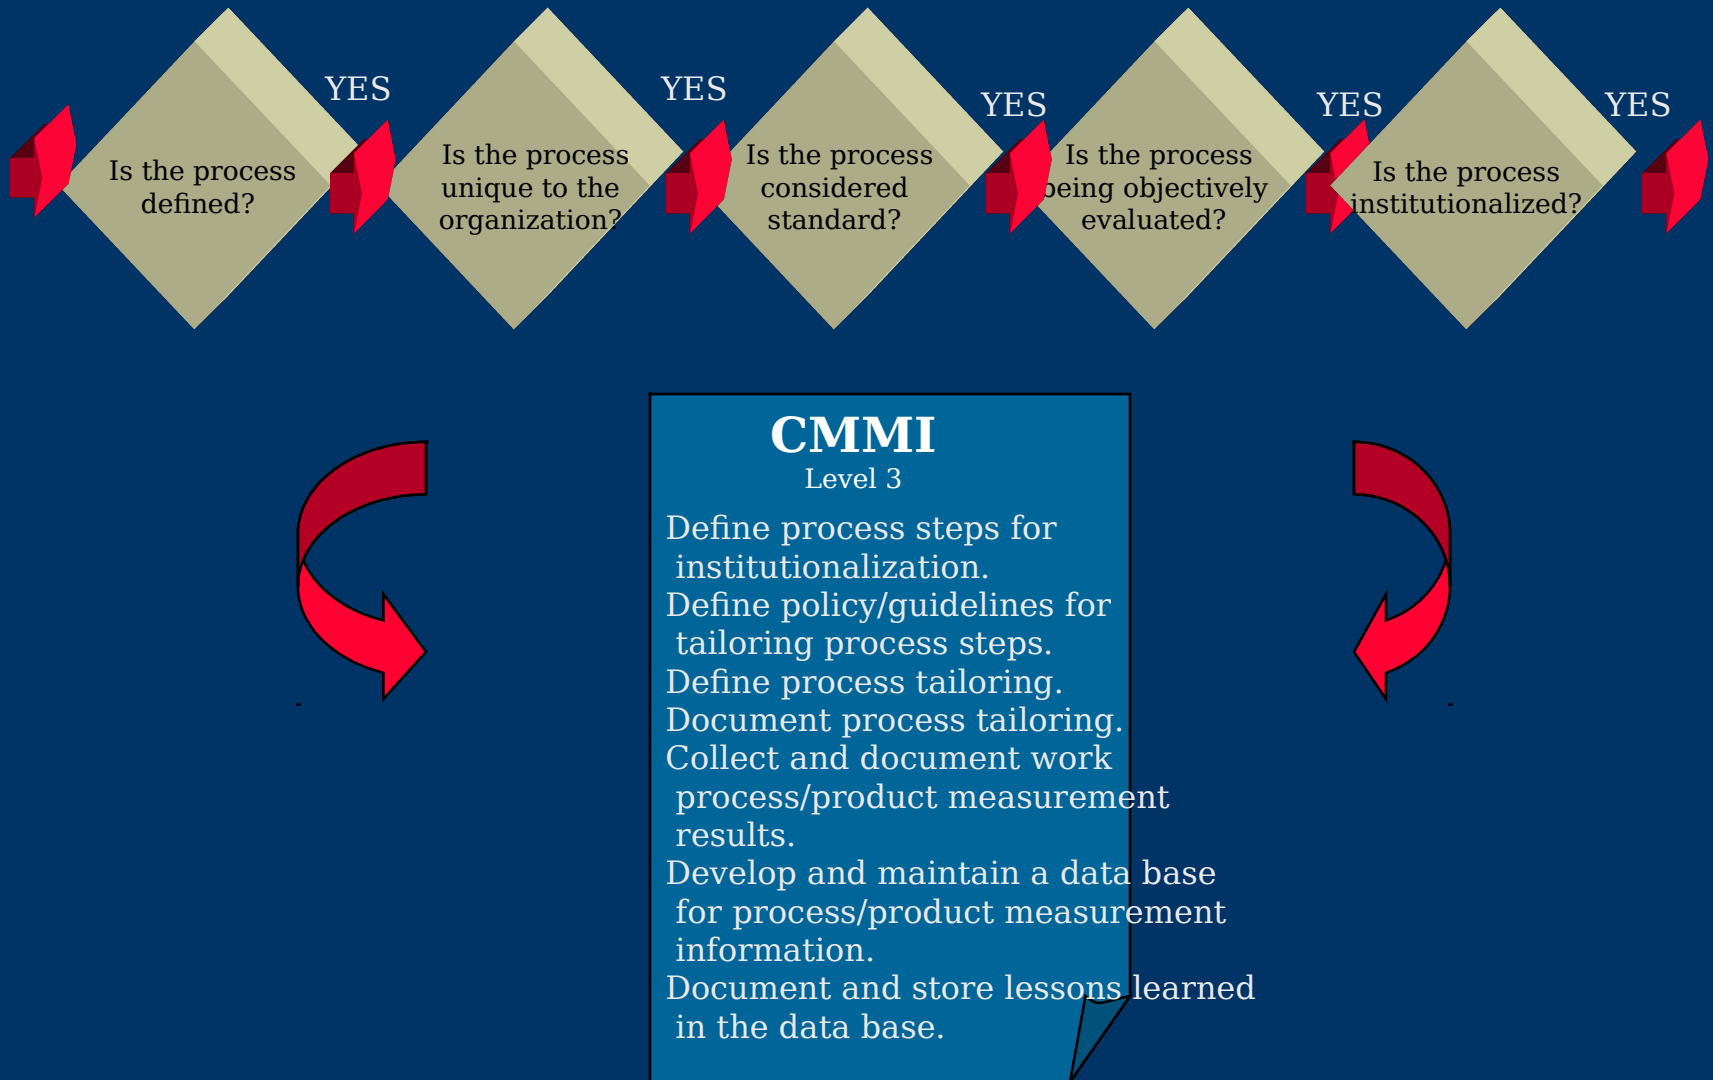 YES
YES
YES
YES
YES
Is the process
defined?
Is the process
unique to the
organization?
Is the process
considered
standard?
Is the process
being objectively
evaluated?
Is the process
institutionalized?
CMMI
Level 3
Define process steps for
institutionalization.
Define policy/guidelines for
tailoring process steps.
Define process tailoring.
Document process tailoring.
Collect and document work
process/product measurement
results.
Develop and maintain a data base
for process/product measurement
information.
Document and store lessons learned
in the data base.